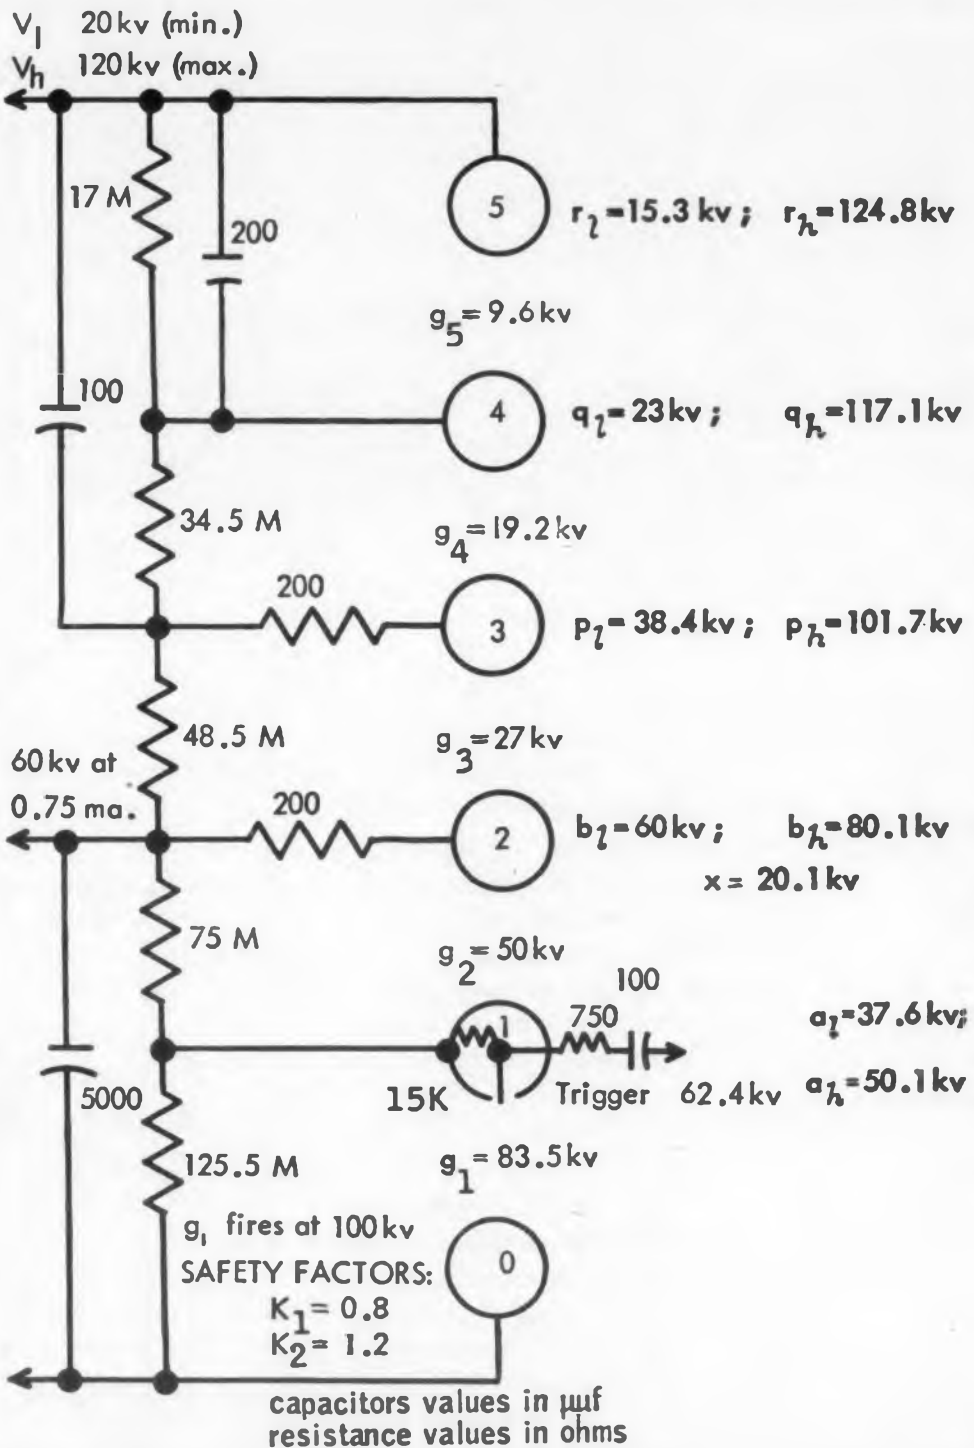 V_l 20kv (min.)
V_h 120kv (max.)
17 M
200
5
r_l=15.3 kv; r_h=124.8kv
g_5=9.6kv
100
4
q_l=23kv; q_h=117.1kv
34.5 M
g_4=19.2kv
200
3
p_l=38.4kv; p_h=101.7kv
48.5 M
g_3=27kv
60kv at
0.75 ma.
200
2
b_l=60kv; b_h=80.1kv
x= 20.1kv
75 M
g_2=50kv
100
1
750
a_l=37.6kv;
5000
15K
Trigger 62.4kv
a_h=50.1kv
125.5 M
g_1=83.5kv
g_1 fires at 100kv
0
SAFETY FACTORS:
K_1= 0.8
K_2= 1.2
capacitors values in μμf
resistance values in ohms